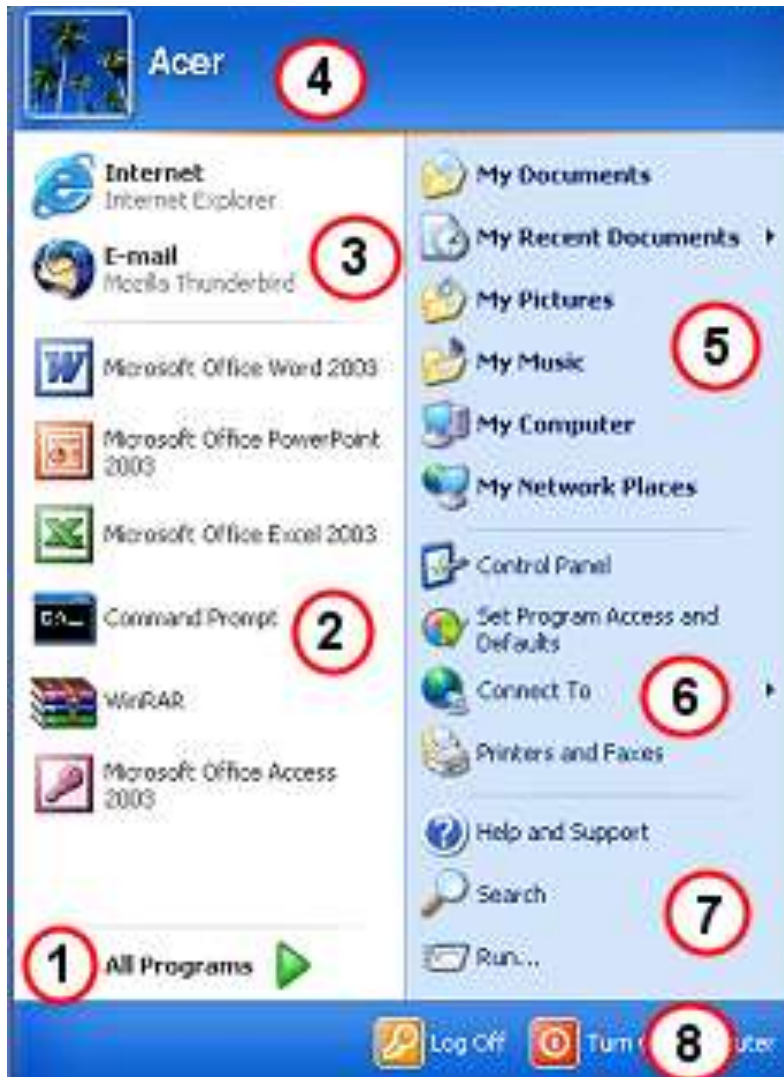 Acer
4
Internet
Internet Explorer
E-mail
Mozilla Thunderbird
3
Microsoft Office Word 2003
Microsoft Office PowerPoint
2003
Microsoft Office Excel 2003
Command Prompt
2
WinRAR
Microsoft Office Access
2003
1
All Programs
My Documents
My Recent Documents
My Pictures
5
My Music
My Computer
My Network Places
Control Panel
Set Program Access and
Defaults
Connect To
6
Printers and Faxes
Help and Support
Search
7
Run...
Log Off
Turn
8